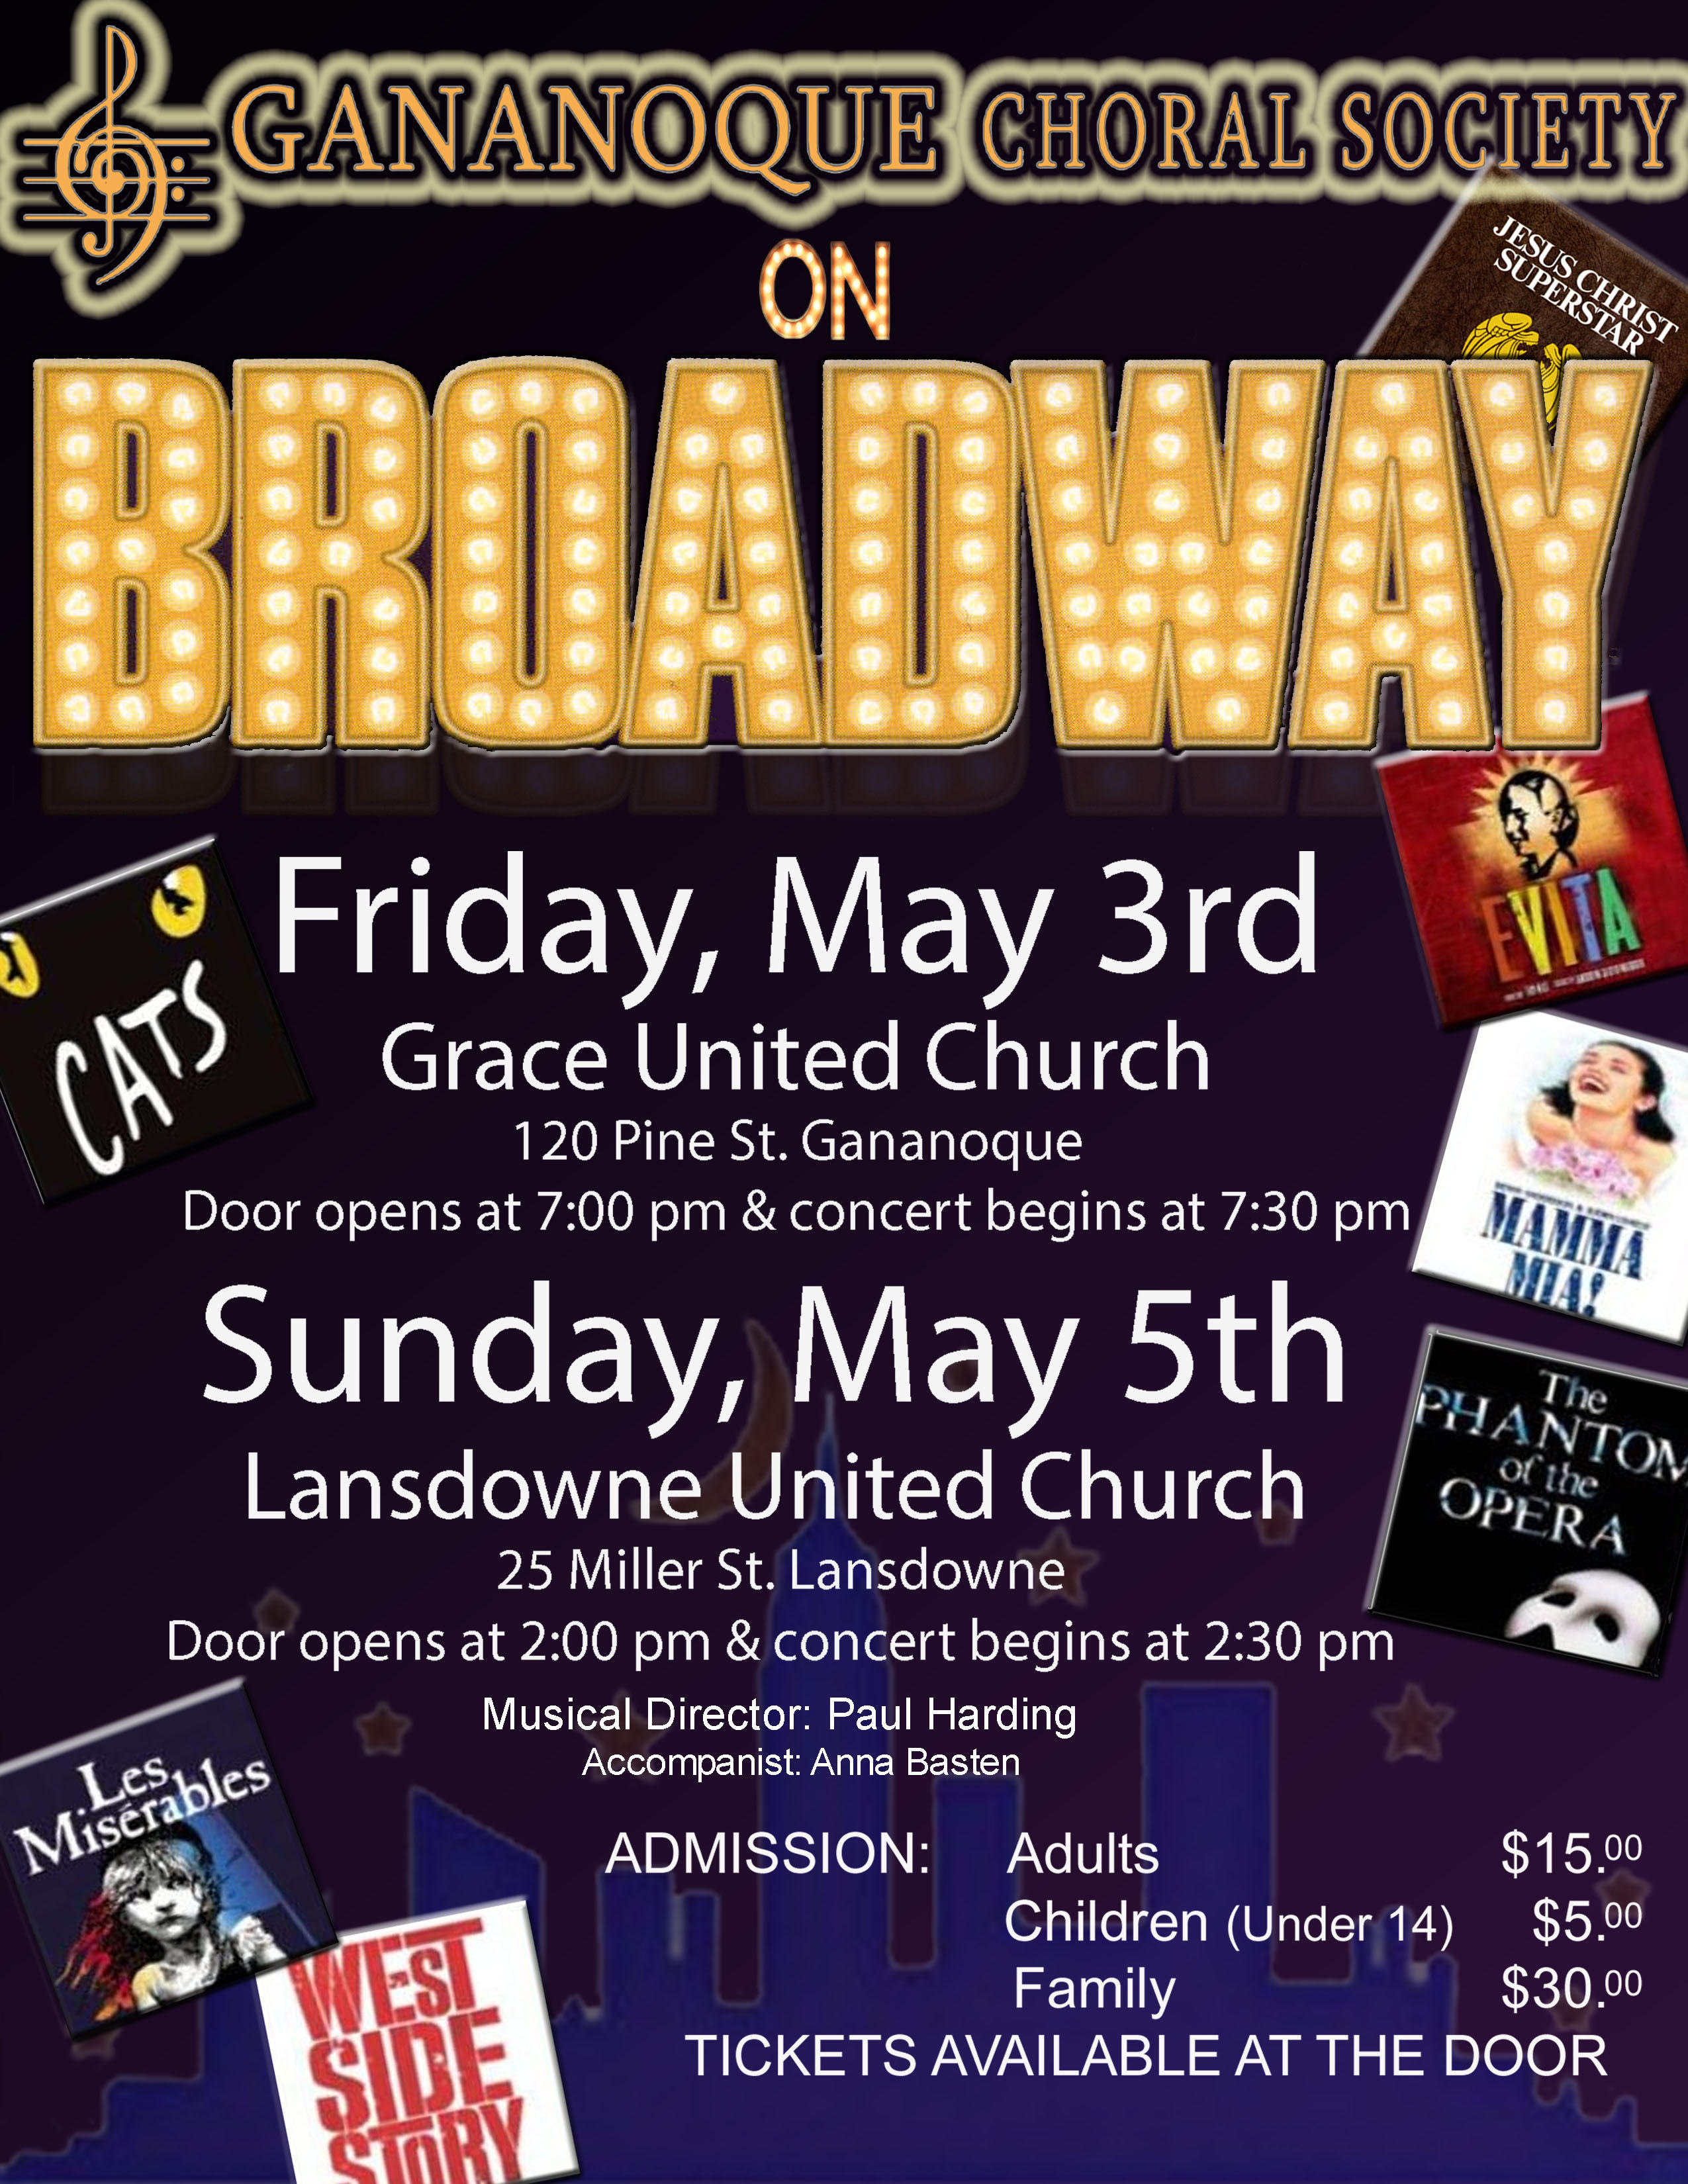 GANANOQUE CHORAL SOCIETY
ON
BROADWAY
JESUS CHRIST
SUPERSTAR
EVITA
CATS
Friday, May 3rd
Grace United Church
120 Pine St. Gananoque
Door opens at 7:00 pm & concert begins at 7:30 pm
MAMMA
MIA!
Sunday, May 5th
Lansdowne United Church
25 Miller St. Lansdowne
Door opens at 2:00 pm & concert begins at 2:30 pm
The
PHANTOM
of the
OPERA
Musical Director: Paul Harding
Accompanist: Anna Basten
Les
Misérables
WEST
SIDE
STORY
ADMISSION: Adults $15.00
Children (Under 14) $5.00
Family $30.00
TICKETS AVAILABLE AT THE DOOR